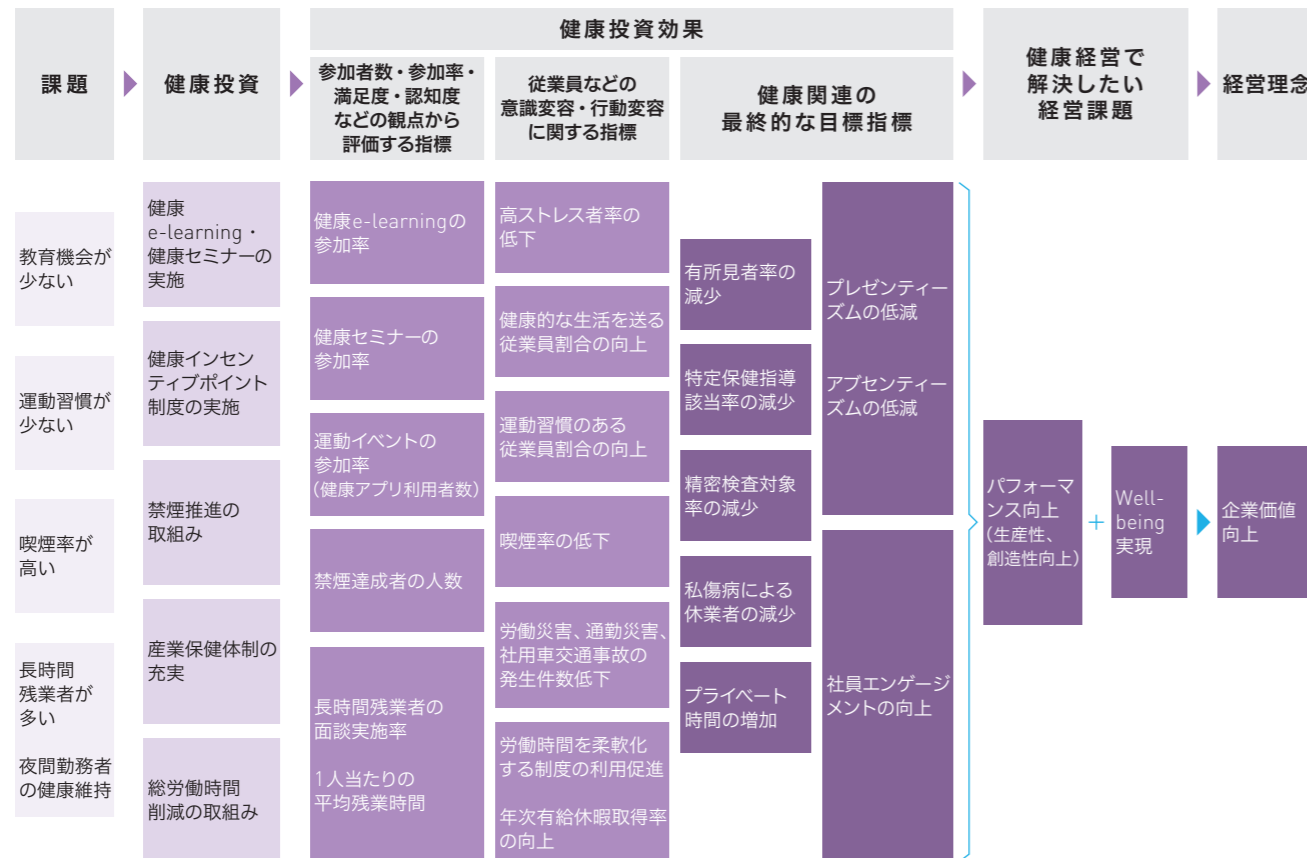 課題
健康投資
健康投資効果
参加者数・参加率・
満足度・認知度
などの観点から
評価する指標
従業員などの
意識変容・行動変容
に関する指標
健康関連の
最終的な目標指標
健康経営で
解決したい
経営課題
経営理念
教育機会が
少ない
運動習慣が
少ない
喫煙率が
高い
長時間
残業者が
多い
夜間勤務者
の健康維持
健康
e-learning・
健康セミナーの
実施
健康インセン
ティブポイント
制度の実施
禁煙推進の
取組み
産業保健体制の
充実
総労働時間
削減の取組み
健康e-learningの
参加率
健康セミナーの
参加率
運動イベントの
参加率
(健康アプリ利用者数)
禁煙達成者の人数
長時間残業者の
面談実施率
1人当たりの
平均残業時間
高ストレス者率の
低下
健康的な生活を送る
従業員割合の向上
運動習慣のある
従業員割合の向上
喫煙率の低下
労働災害、通勤災害、
社用車交通事故の
発生件数低下
労働時間を柔軟化
する制度の利用促進
年次有給休暇取得率
の向上
有所見者率の
減少
特定保健指導
該当率の減少
精密検査対象
率の減少
私傷病による
休業者の減少
プライベート
時間の増加
プレゼンティー
ズムの低減
アブセンティー
ズムの低減
社員エンゲージ
メントの向上
パフォーマ
ンス向上
(生産性、
創造性向上)
+
Well-
being
実現
企業価値
向上